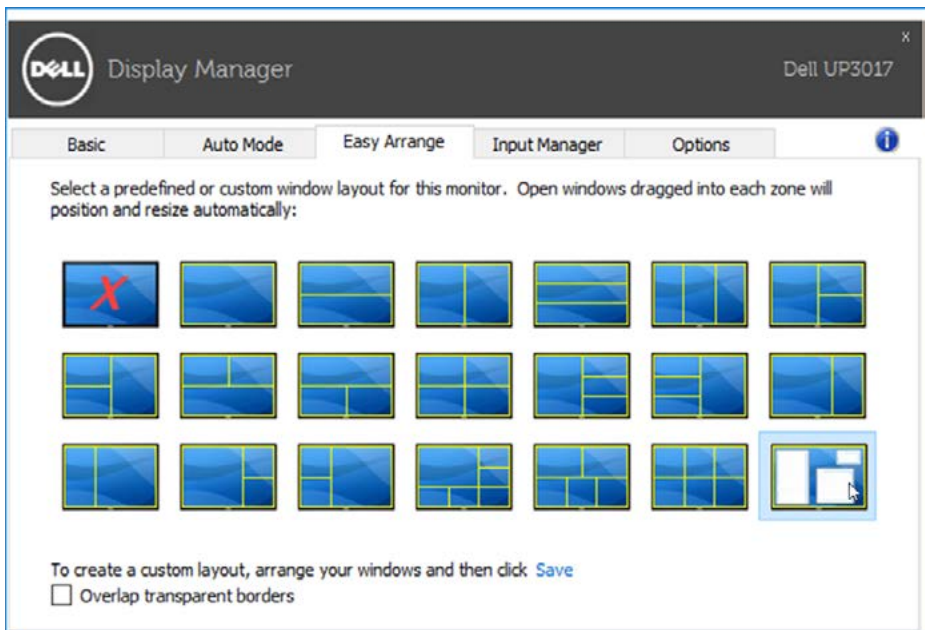 x
DELL Display Manager Dell UP3017
Basic Auto Mode Easy Arrange Input Manager Options i
Select a predefined or custom window layout for this monitor. Open windows dragged into each zone will
position and resize automatically:
X
To create a custom layout, arrange your windows and then click Save
Overlap transparent borders